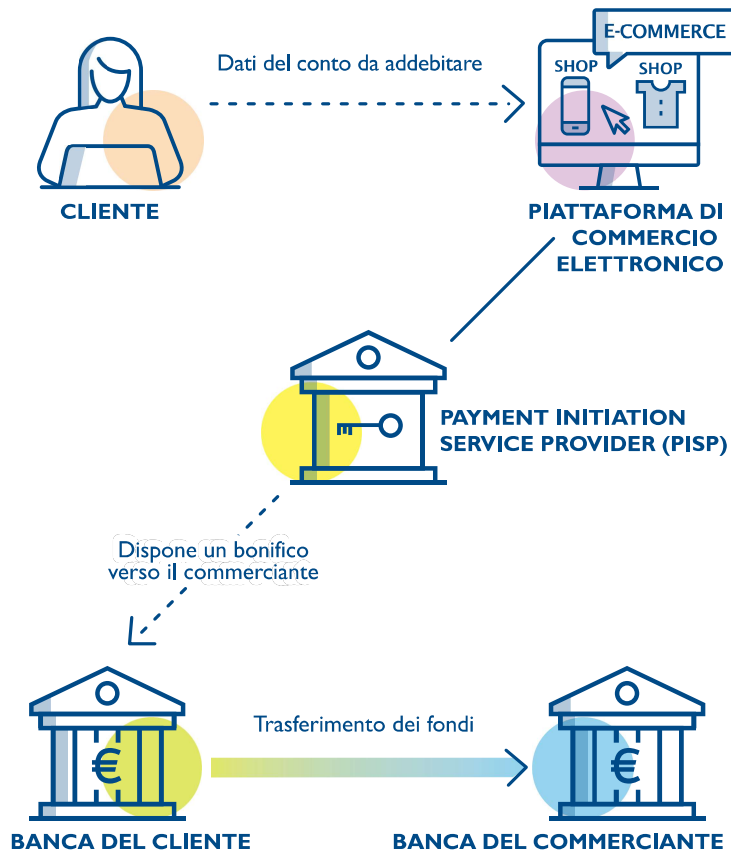 E-COMMERCE
Dati del conto da addebitare
SHOP
SHOP
CLIENTE
PIATTAFORMA DI
COMMERCIO
ELETTRONICO
PAYMENT INITIATION
SERVICE PROVIDER (PISP)
Dispone un bonifico
verso il commerciante
Trasferimento dei fondi
€
€
BANCA DEL CLIENTE
BANCA DEL COMMERCIANTE